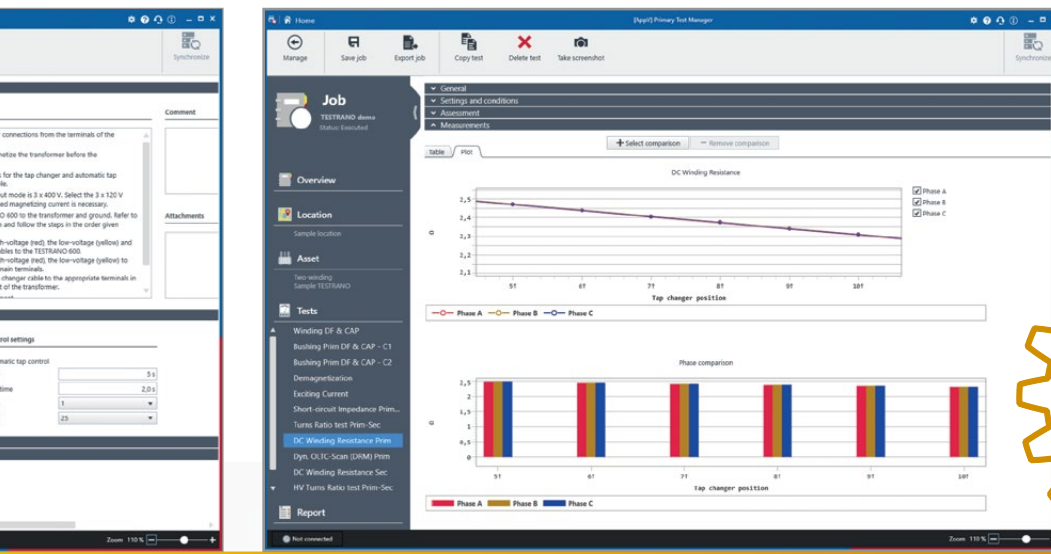 Synchronize
Comment
connections from the terminals of the
netize the transformer before the
for the tap changer and automatic tap
ut mode is 3 x 400 V. Select the 3 x 120 V
ed magnetizing current is necessary.
O 600 to the transformer and ground. Refer to
and follow the steps in the order given
h-voltage (red), the low-voltage (yellow) and
bles to the TESTRANO 600.
h-voltage (red), the low-voltage (yellow) to
main terminals.
changer cable to the appropriate terminals in
t of the transformer.
Attachments
trol settings
matic tap control
5 s
time 2,0 s
1
25
Zoom 110 %
Home
[AppV] Primary Test Manager
Manage
Save job
Export job
Copy test
Delete test
Take screenshot
Synchronize
Job
TESTRANO demo
Status: Executed
Overview
Location
Sample location
Asset
Two-winding
Sample TESTRANO
Tests
Winding DF & CAP
Bushing Prim DF & CAP - C1
Bushing Prim DF & CAP - C2
Demagnetization
Exciting Current
Short-circuit Impedance Prim...
Turns Ratio test Prim-Sec
DC Winding Resistance Prim
Dyn. OLTC-Scan (DRM) Prim
DC Winding Resistance Sec
HV Turns Ratio test Prim-Sec
Report
Not connected
General
Settings and conditions
Assessment
Measurements
Select comparison
Remove comparison
Table
Plot
DC Winding Resistance
Phase A
Phase B
Phase C
2,5
2,4
2,3
2,2
2,1
Ω
5↑ 6↑ 7↑ 8↑ 9↑ 10↑
Tap changer position
Phase A Phase B Phase C
Phase comparison
2,5
2
1,5
1
0,5
0
Ω
5↑ 6↑ 7↑ 8↑ 9↑ 10↑
Tap changer position
Phase A Phase B Phase C
Zoom 110 %